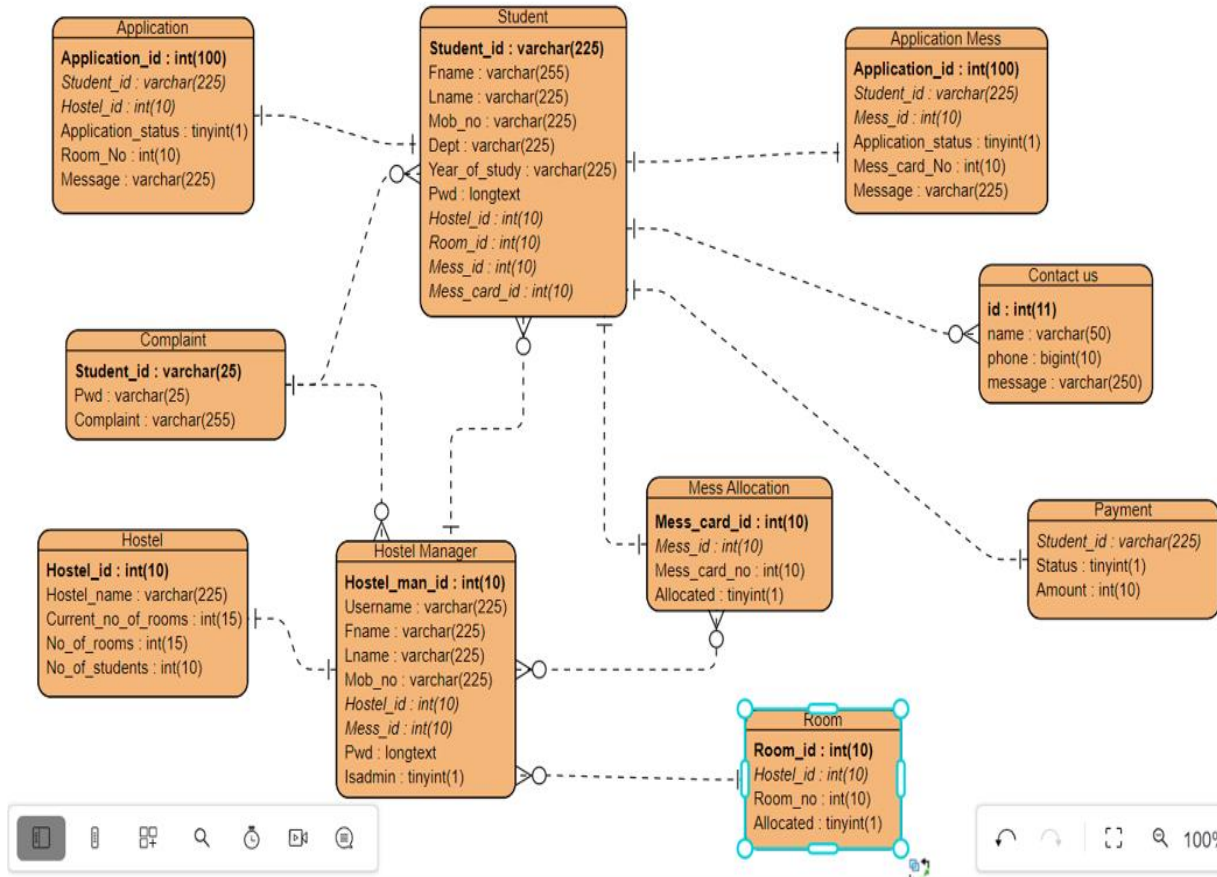 Application
Application_id : int(100)
Student_id : varchar(225)
Hostel_id : int(10)
Application_status : tinyint(1)
Room_No : int(10)
Message : varchar(225)
Student
Student_id : varchar(225)
Fname : varchar(255)
Lname : varchar(225)
Mob_no : varchar(225)
Dept : varchar(225)
Year_of_study : varchar(225)
Pwd : longtext
Hostel_id : int(10)
Room_id : int(10)
Mess_id : int(10)
Mess_card_id : int(10)
Application Mess
Application_id : int(100)
Student_id : varchar(225)
Mess_id : int(10)
Application_status : tinyint(1)
Mess_card_No : int(10)
Message : varchar(225)
Contact us
id : int(11)
name : varchar(50)
phone : bigint(10)
message : varchar(250)
Complaint
Student_id : varchar(25)
Pwd : varchar(25)
Complaint : varchar(255)
Mess Allocation
Mess_card_id : int(10)
Mess_id : int(10)
Mess_card_no : int(10)
Allocated : tinyint(1)
Payment
Student_id : varchar(225)
Status : tinyint(1)
Amount : int(10)
Hostel
Hostel_id : int(10)
Hostel_name : varchar(225)
Current_no_of_rooms : int(15)
No_of_rooms : int(15)
No_of_students : int(10)
Hostel Manager
Hostel_man_id : int(10)
Username : varchar(225)
Fname : varchar(225)
Lname : varchar(225)
Mob_no : varchar(225)
Hostel_id : int(10)
Mess_id : int(10)
Pwd : longtext
Isadmin : tinyint(1)
Room
Room_id : int(10)
Hostel_id : int(10)
Room_no : int(10)
Allocated : tinyint(1)
100%